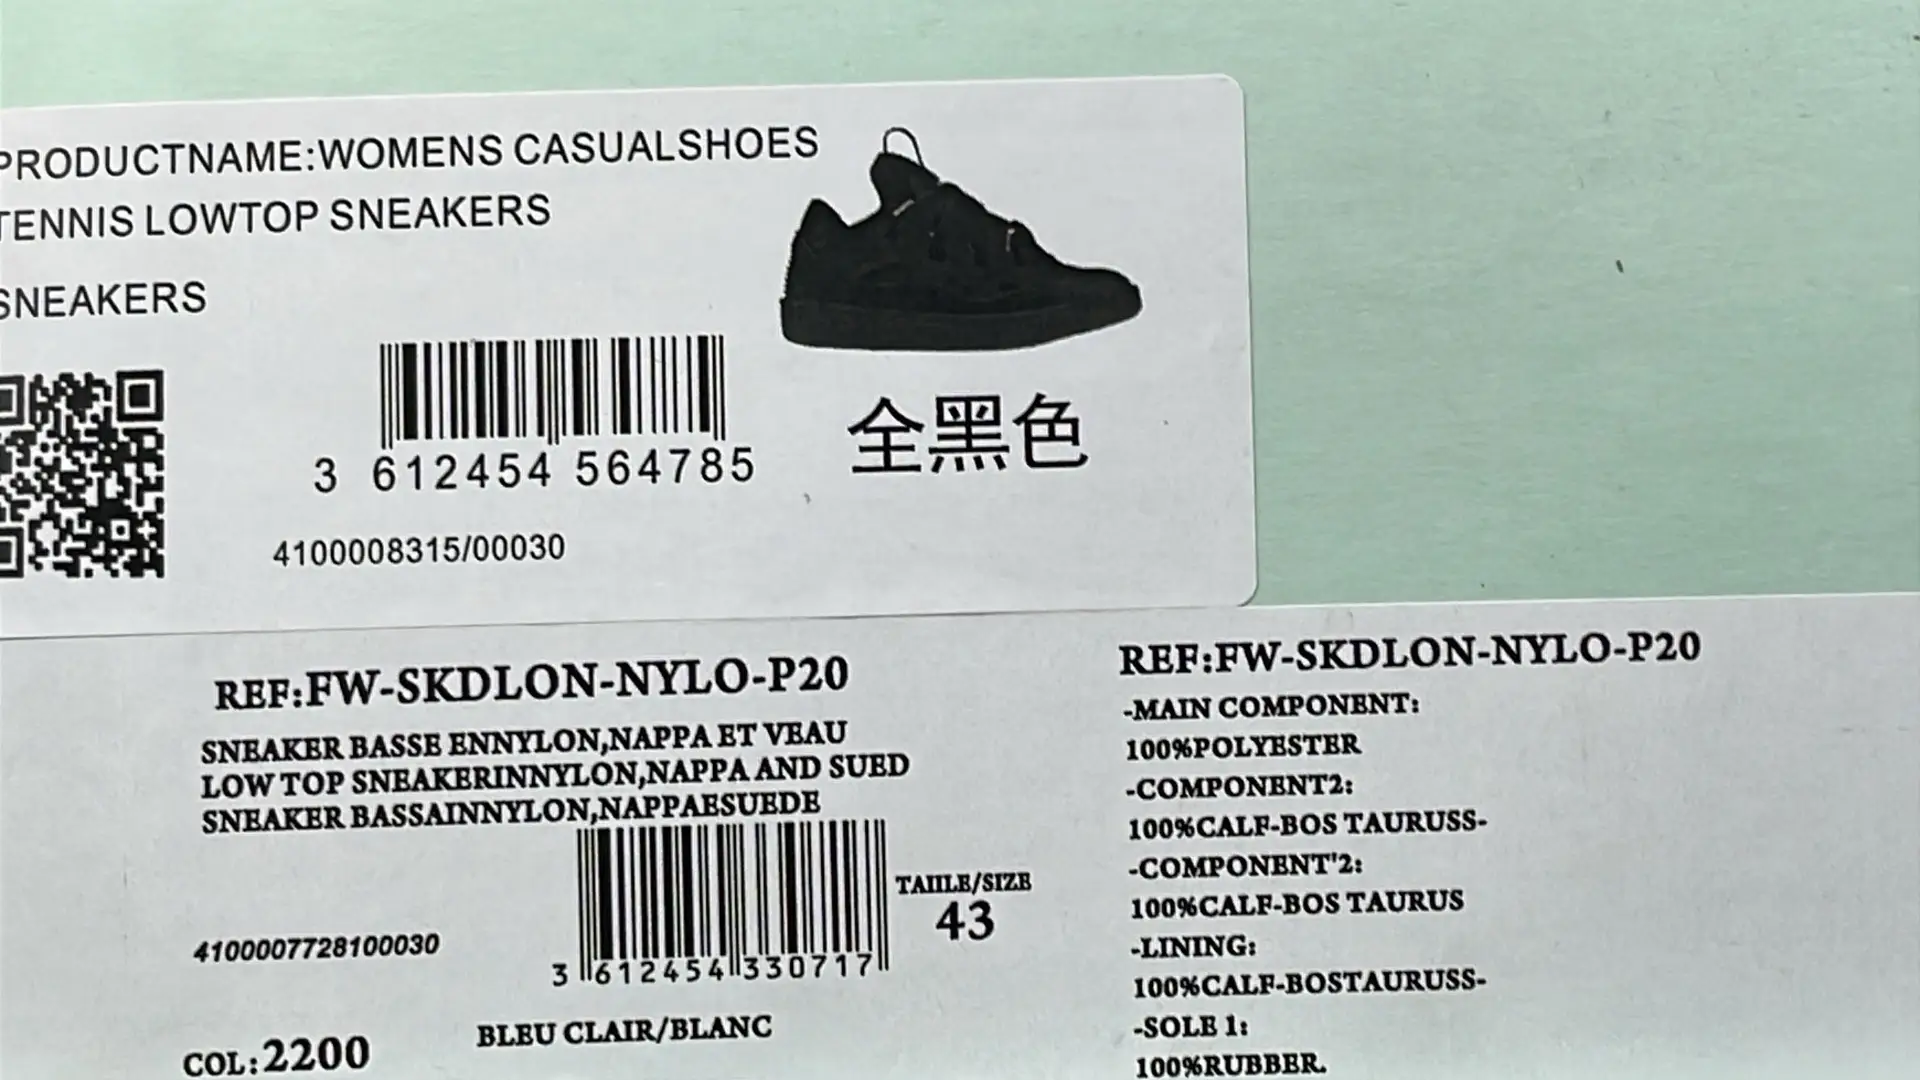 PRODUCTNAME:WOMENS CASUALSHOES
TENNIS LOWTOP SNEAKERS
SNEAKERS
3 612454 564785
全黑色
4100008315/00030
REF:FW-SKDLON-NYLO-P20
SNEAKER BASSE ENNYLON,NAPPA ET VEAU
LOW TOP SNEAKERINNYLON,NAPPA AND SUED
SNEAKER BASSAINNYLON,NAPPAESUEDE
TAIILE/SIZE
43
4100007728100030
3 612454 330717
BLEU CLAIR/BLANC
COL:2200
REF:FW-SKDLON-NYLO-P20
-MAIN COMPONENT:
100%POLYESTER
-COMPONENT2:
100%CALF-BOS TAURUSS-
-COMPONENT'2:
100%CALF-BOS TAURUS
-LINING:
100%CALF-BOSTAURUSS-
-SOLE 1:
100%RUBBER.